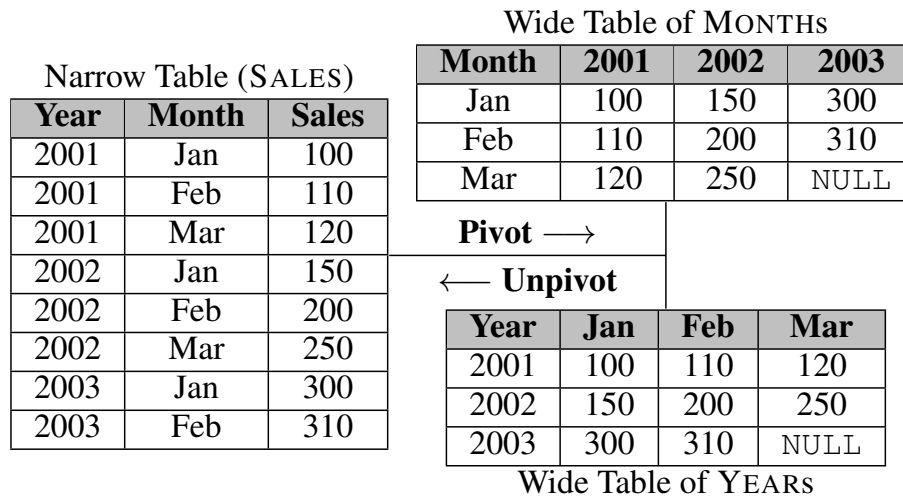 Narrow Table (SALES)
Year Month Sales
2001 Jan 100
2001 Feb 110
2001 Mar 120
2002 Jan 150
2002 Feb 200
2002 Mar 250
2003 Jan 300
2003 Feb 310
Wide Table of MONTHS
Month 2001 2002 2003
Jan 100 150 300
Feb 110 200 310
Mar 120 250 NULL
Pivot ⟶
⟵ Unpivot
Year Jan Feb Mar
2001 100 110 120
2002 150 200 250
2003 300 310 NULL
Wide Table of YEARS